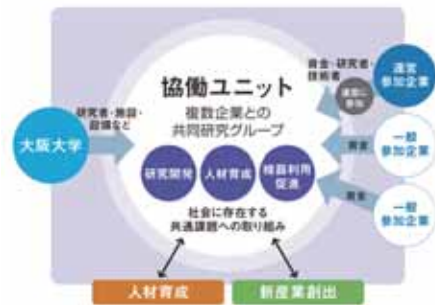 協働ユニット
複数企業との
共同研究グループ
研究者・施設・
設備など
大阪大学
資金・研究者・
技術者
運営
参加企業
運営に
参加
一般
参加企業
資金
一般
参加企業
資金
研究開発
人材育成
機器利用
促進
社会に存在する
共通課題への取り組み
人材育成
新産業創出